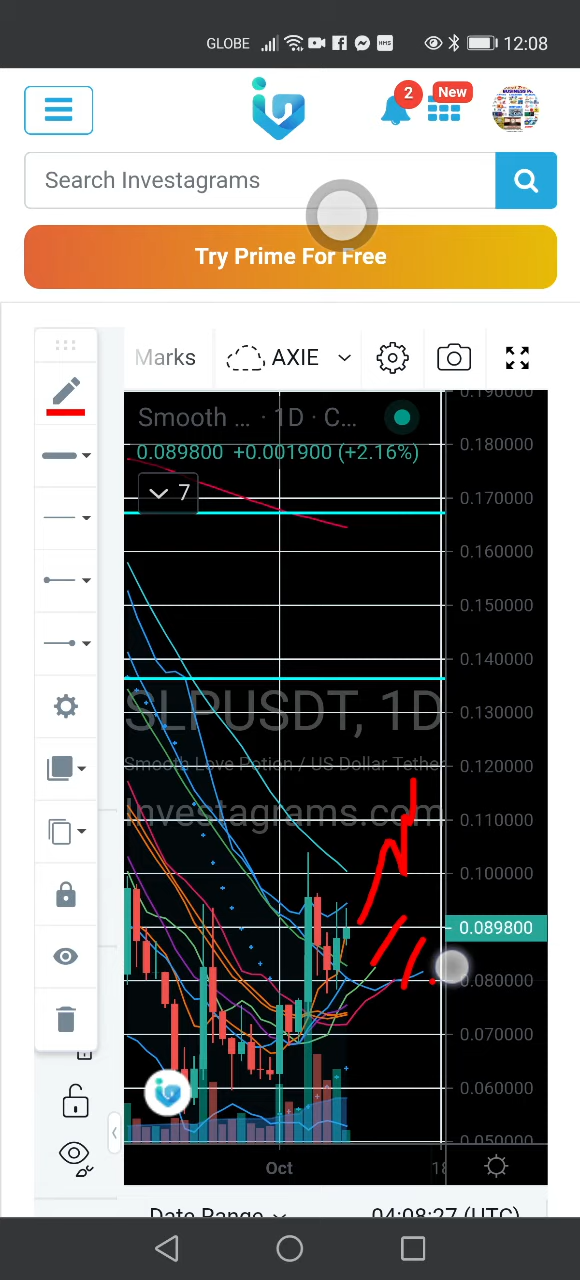 GLOBE HMS 12:08
2 New
Search Investagrams
Try Prime For Free
Marks AXIE
0.190000
Smooth ... · 1D · C...
0.180000
0.089800 +0.001900 (+2.16%)
7
0.170000
0.160000
0.150000
0.140000
SLPUSDT, 1D
0.130000
Smooth Love Potion / US Dollar Tether
0.120000
Investagrams.com
0.110000
0.100000
0.089800
0.080000
0.070000
0.060000
0.050000
Oct 18
Date Range 04:08:27 (UTC)